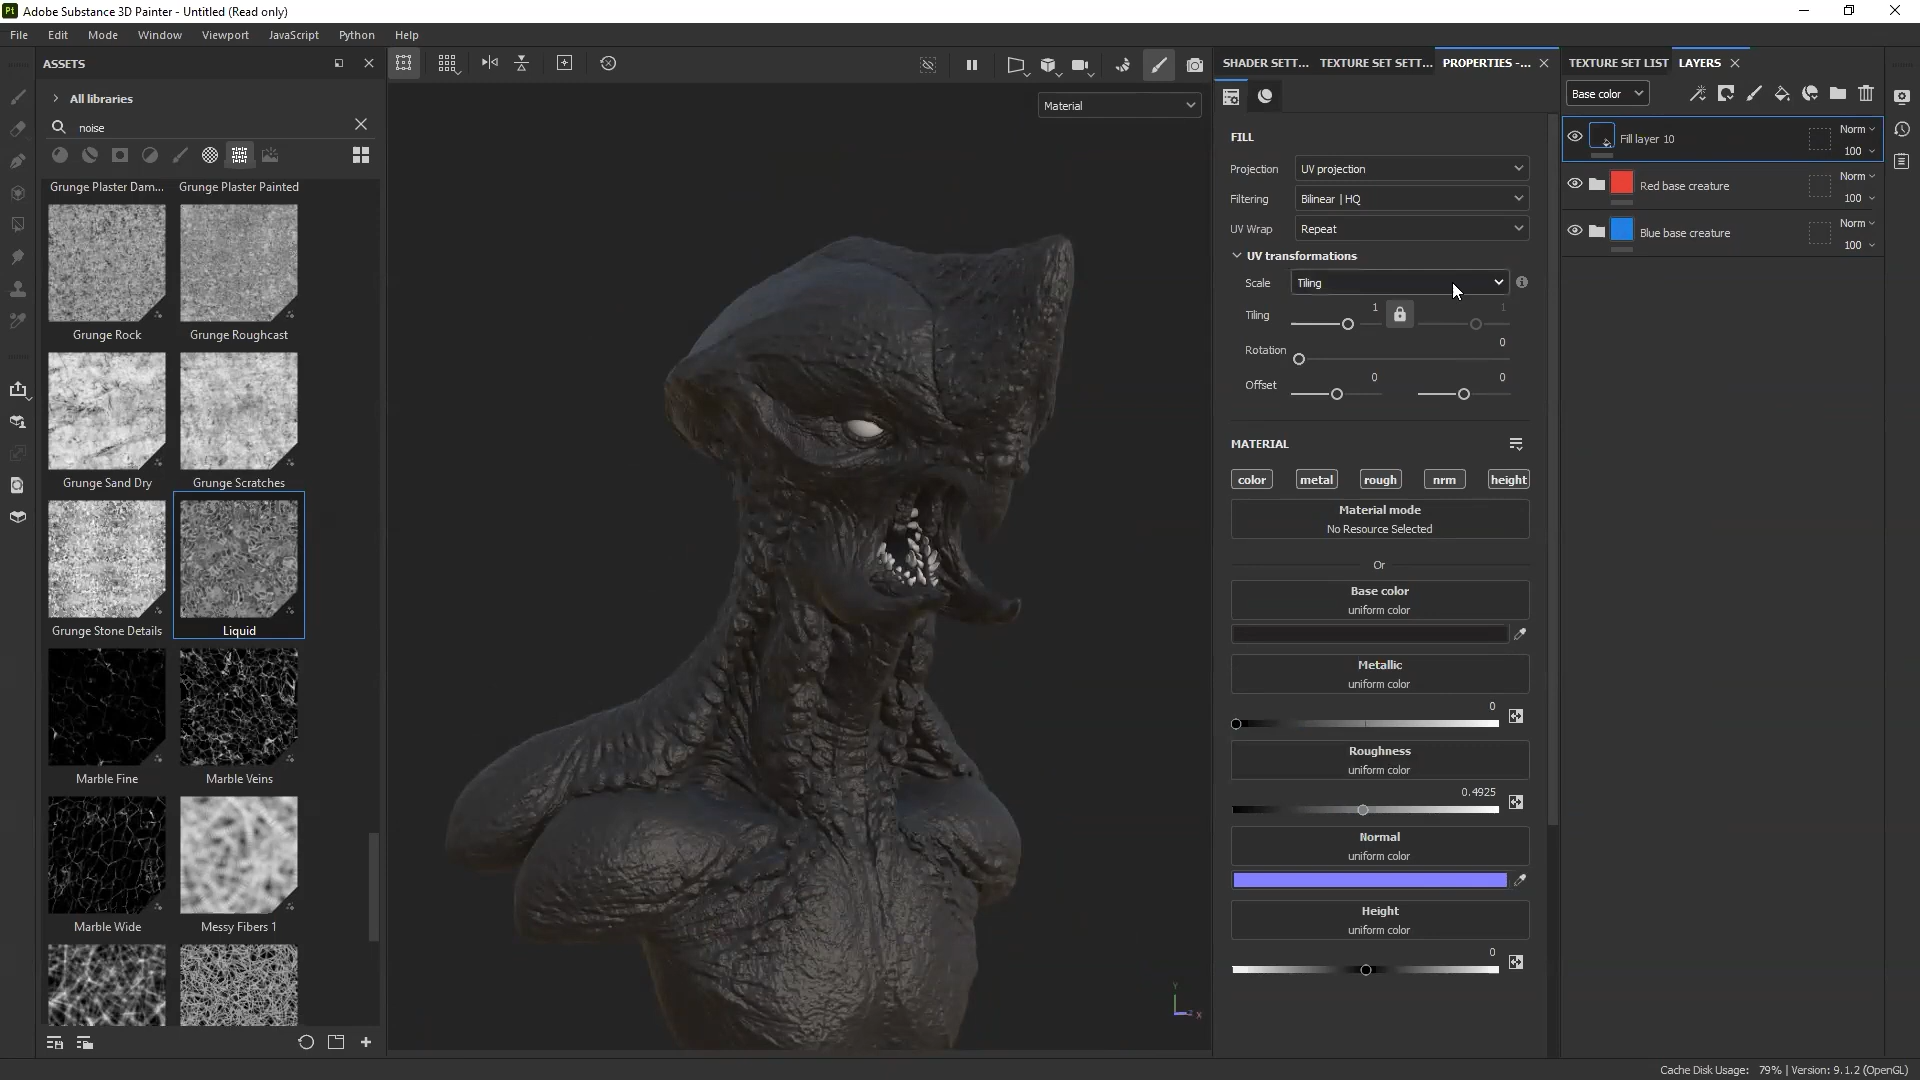 Pt Adobe Substance 3D Painter - Untitled (Read only)
File Edit Mode Window Viewport JavaScript Python Help
ASSETS
All libraries
noise
Grunge Plaster Dam... Grunge Plaster Painted
Grunge Rock Grunge Roughcast
Grunge Sand Dry Grunge Scratches
Grunge Stone Details Liquid
Marble Fine Marble Veins
Marble Wide Messy Fibers 1
Material
Y
X
SHADER SETT... TEXTURE SET SETT... PROPERTIES -...
FILL
Projection UV projection
Filtering Bilinear | HQ
UV Wrap Repeat
UV transformations
Scale Tiling
Tiling 1 1
Rotation 0
Offset 0 0
MATERIAL
color metal rough nrm height
Material mode
No Resource Selected
Or
Base color
uniform color
Metallic
uniform color
0
Roughness
uniform color
0.4925
Normal
uniform color
Height
uniform color
0
TEXTURE SET LIST LAYERS
Base color
Fill layer 10 Norm
100
Red base creature Norm
100
Blue base creature Norm
100
Cache Disk Usage: 79% | Version: 9.1.2 (OpenGL)